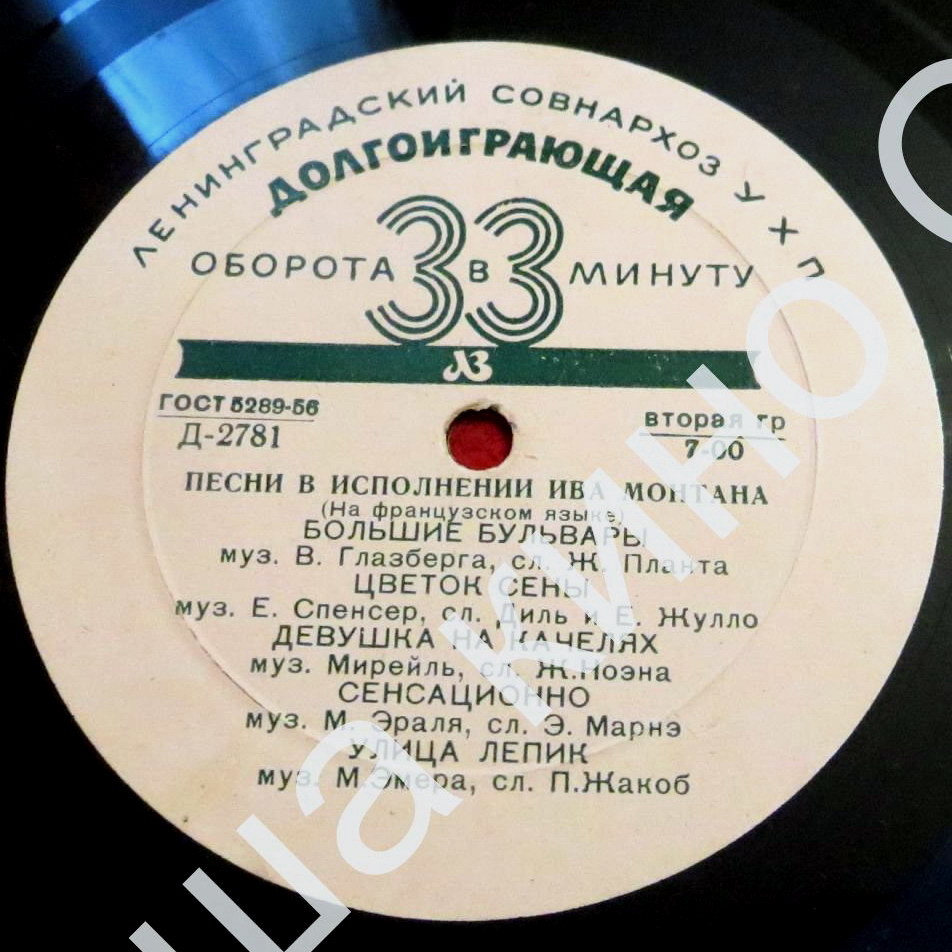 ЛЕНИНГРАДСКИЙ СОВНАРХОЗ УХП
ДОЛГОИГРАЮЩАЯ
ОБОРОТА 33 В МИНУТУ
ЛЗ
ГОСТ 5289-56
Д-2781
вторая гр
7-00
ПЕСНИ В ИСПОЛНЕНИИ ИВА МОНТАНА
(На французском языке)
БОЛЬШИЕ БУЛЬВАРЫ
муз. В. Глазберга, сл. Ж. Планта
ЦВЕТОК СЕНЫ
муз. Е. Спенсер, сл. Диль и Е. Жулло
ДЕВУШКА НА КАЧЕЛЯХ
муз. Мирейль, сл. Ж.Ноэна
СЕНСАЦИОННО
муз. М. Эраля, сл. Э. Марнэ
УЛИЦА ЛЕПИК
муз. М.Эмера, сл. П.Жакоб
кино